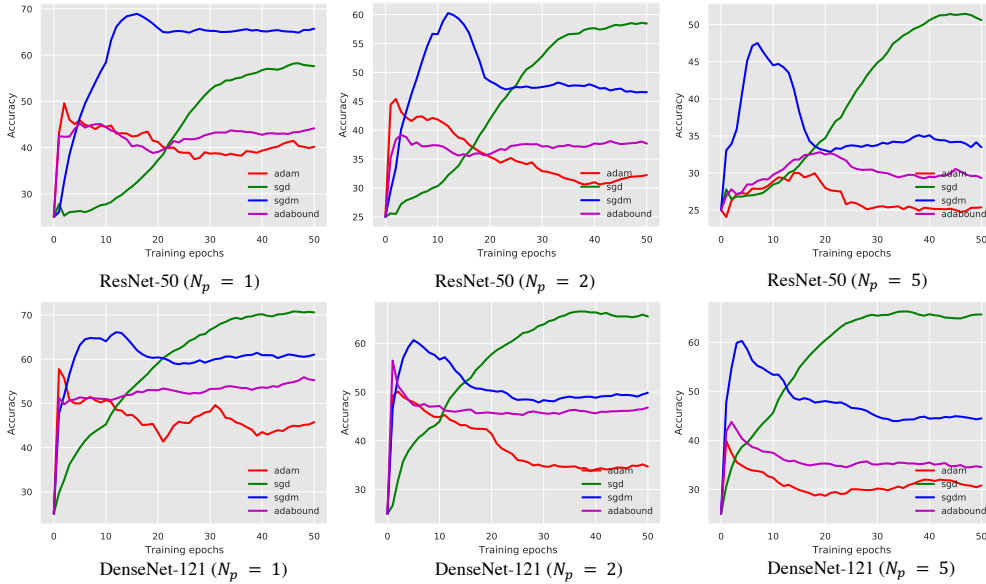 70
60
50
40
30
Accuracy
adam
sgd
sgdm
adabound
0 10 20 30 40 50
Training epochs
ResNet-50 (N_p = 1)
60
55
50
45
40
35
30
25
Accuracy
adam
sgd
sgdm
adabound
0 10 20 30 40 50
Training epochs
ResNet-50 (N_p = 2)
50
45
40
35
30
25
Accuracy
adam
sgd
sgdm
adabound
0 10 20 30 40 50
Training epochs
ResNet-50 (N_p = 5)
70
60
50
40
30
Accuracy
adam
sgd
sgdm
adabound
0 10 20 30 40 50
Training epochs
DenseNet-121 (N_p = 1)
60
50
40
30
Accuracy
adam
sgd
sgdm
adabound
0 10 20 30 40 50
Training epochs
DenseNet-121 (N_p = 2)
60
50
40
30
Accuracy
adam
sgd
sgdm
adabound
0 10 20 30 40 50
Training epochs
DenseNet-121 (N_p = 5)